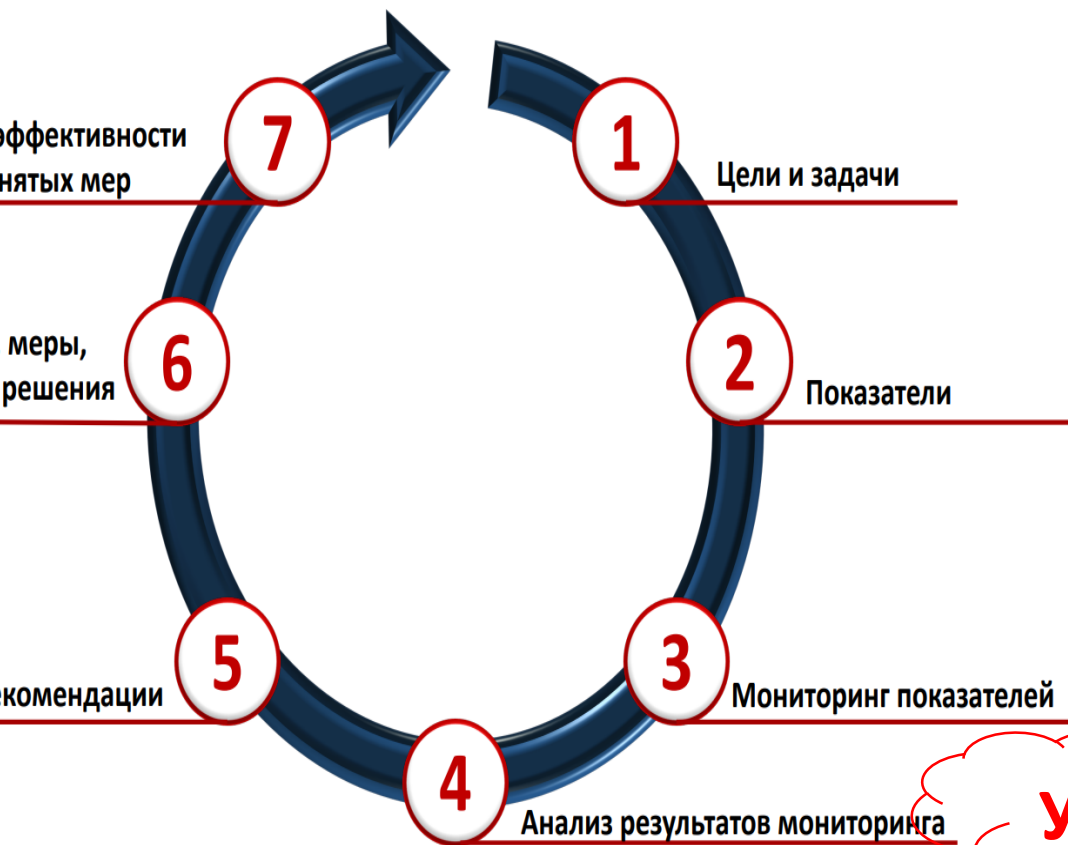 1
Цели и задачи
2
Показатели
3
Мониторинг показателей
4
Анализ результатов мониторинга
5
екомендации
6
меры,
решения
7
эффективности
нятых мер
У